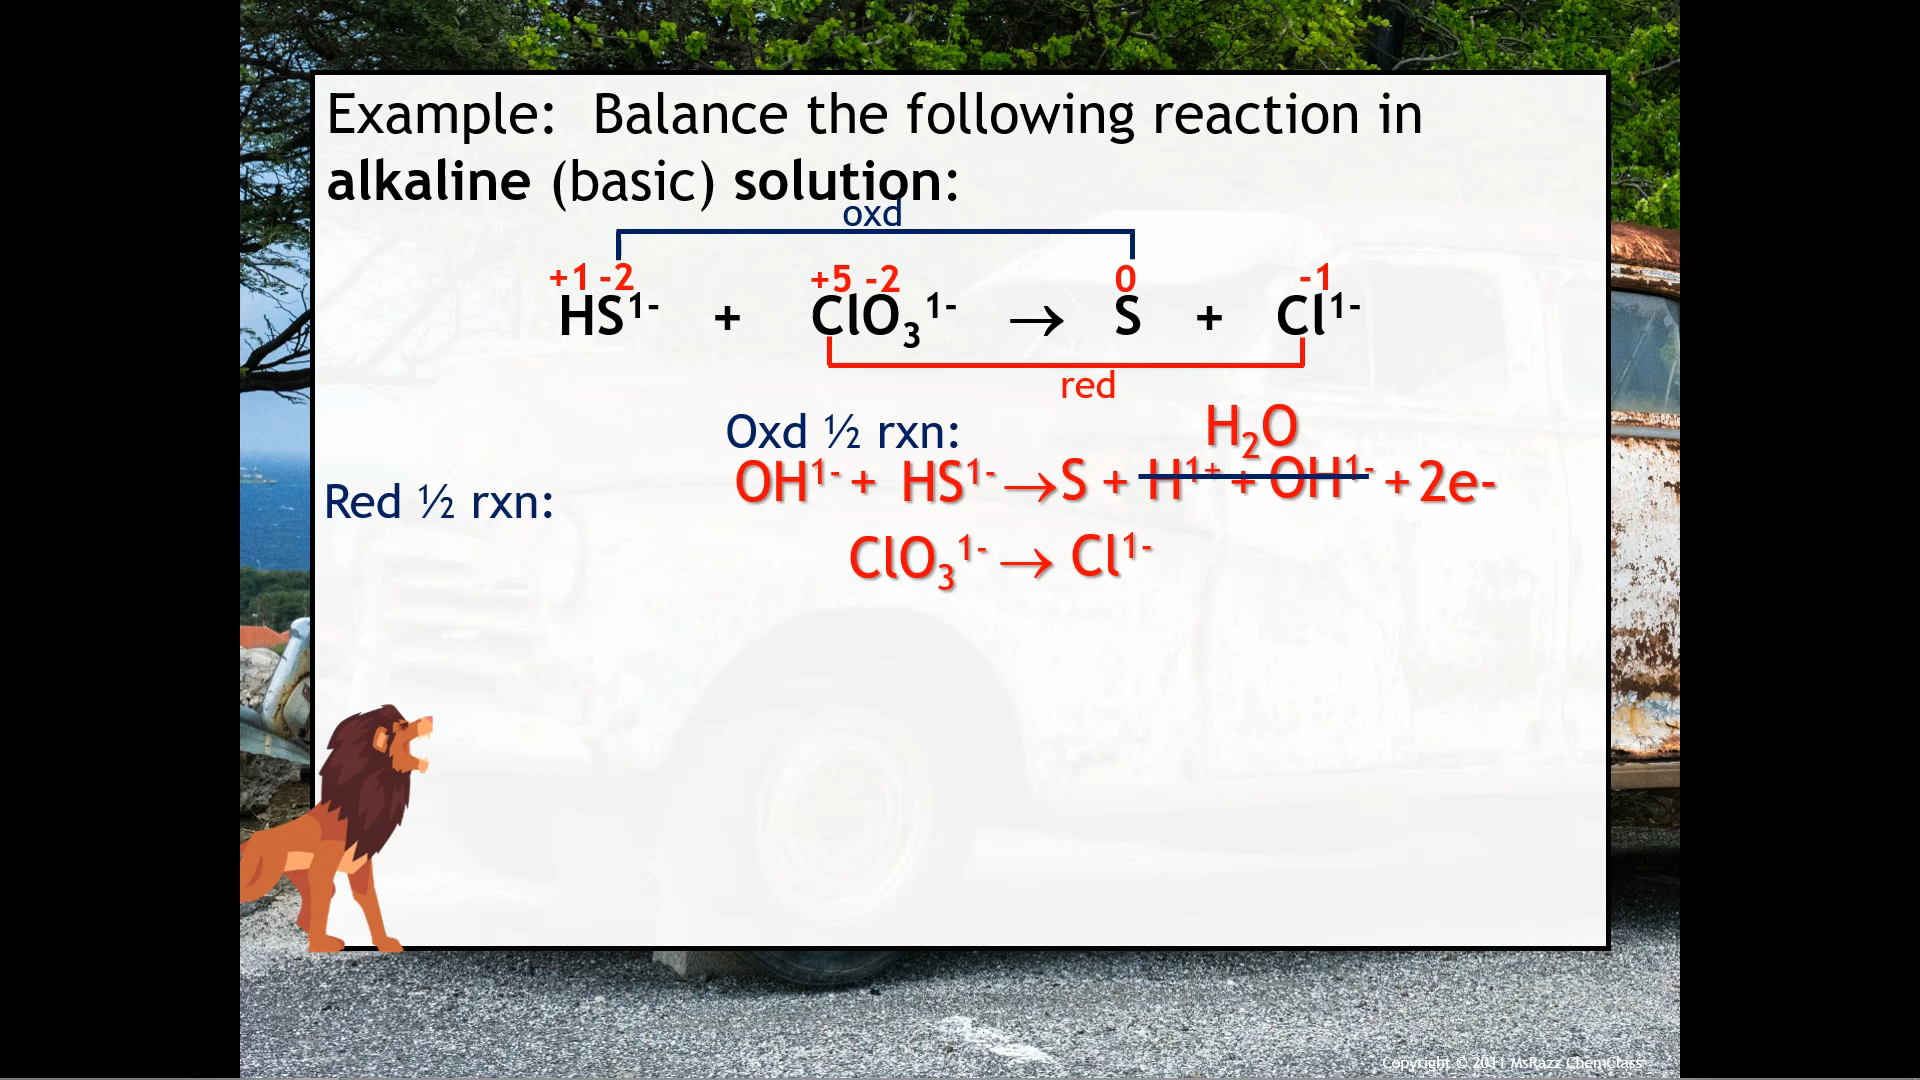 Example: Balance the following reaction in
alkaline (basic) solution:
oxd
+1 -2 +5 -2 0 -1
HS¹⁻ + ClO₃¹⁻ → S + Cl¹⁻
red
Oxd ½ rxn:
H₂O
OH¹⁻ + HS¹⁻ → S + H¹⁺ + OH¹⁻ + 2e-
Red ½ rxn:
ClO₃¹⁻ → Cl¹⁻
Copyright © 2011 MsRazz ChemClass